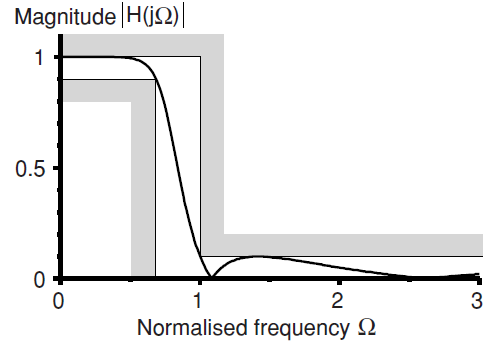 Magnitude |H(jΩ)|
1
0.5
0
0 1 2 3
Normalised frequency Ω